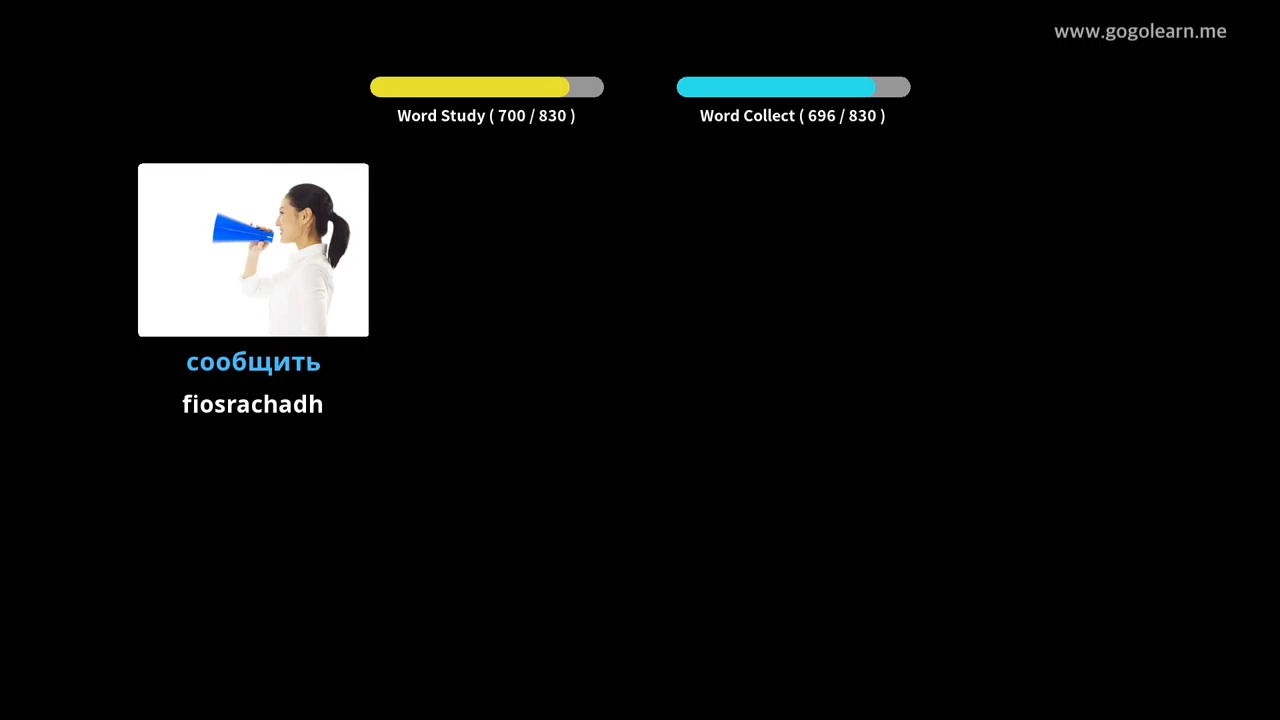 www.gogolearn.me
Word Study ( 700 / 830 )
Word Collect ( 696 / 830 )
сообщить
fiosrachadh